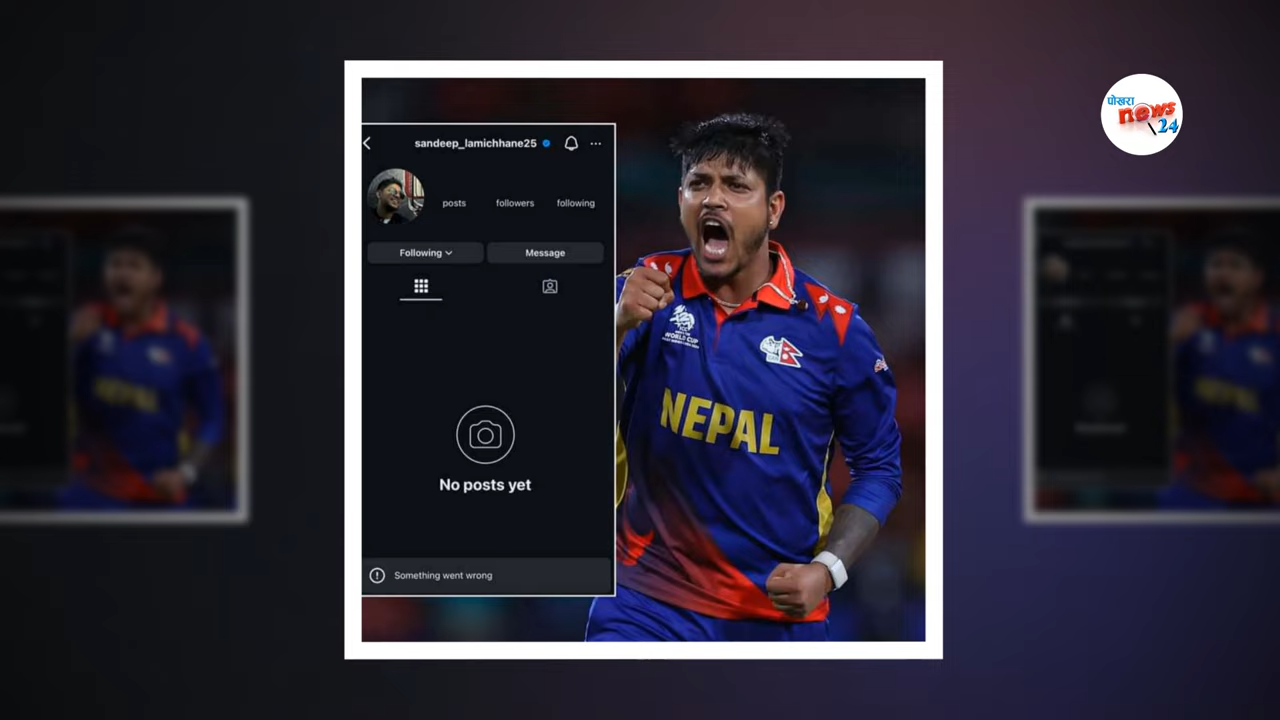 पोखरा
news
24
sandeep_lamichhane25
posts followers following
Following Message
No posts yet
Something went wrong
WORLD CUP
NEPAL